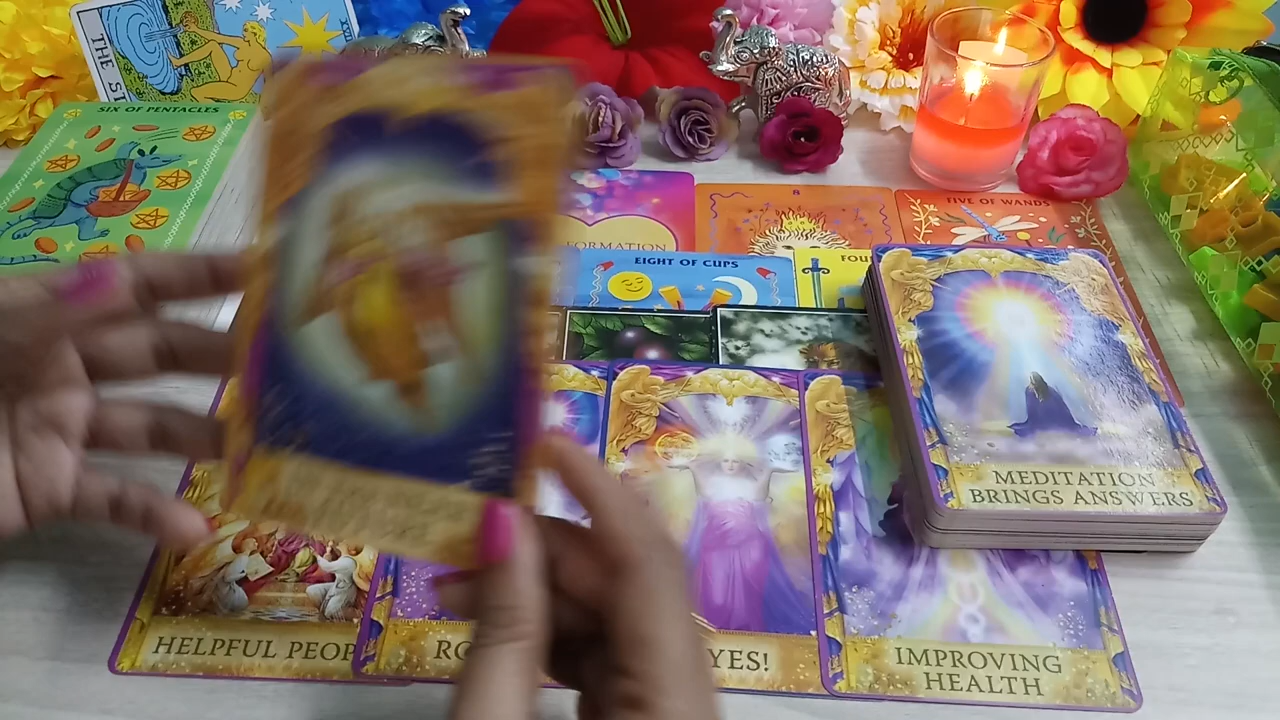 THE ST
SIX OF PENTACLES
FORMATION
8
FIVE OF WANDS
EIGHT OF CUPS
FOU
MEDITATION
BRINGS ANSWERS
HELPFUL PEOP
RO
YES!
IMPROVING
HEALTH